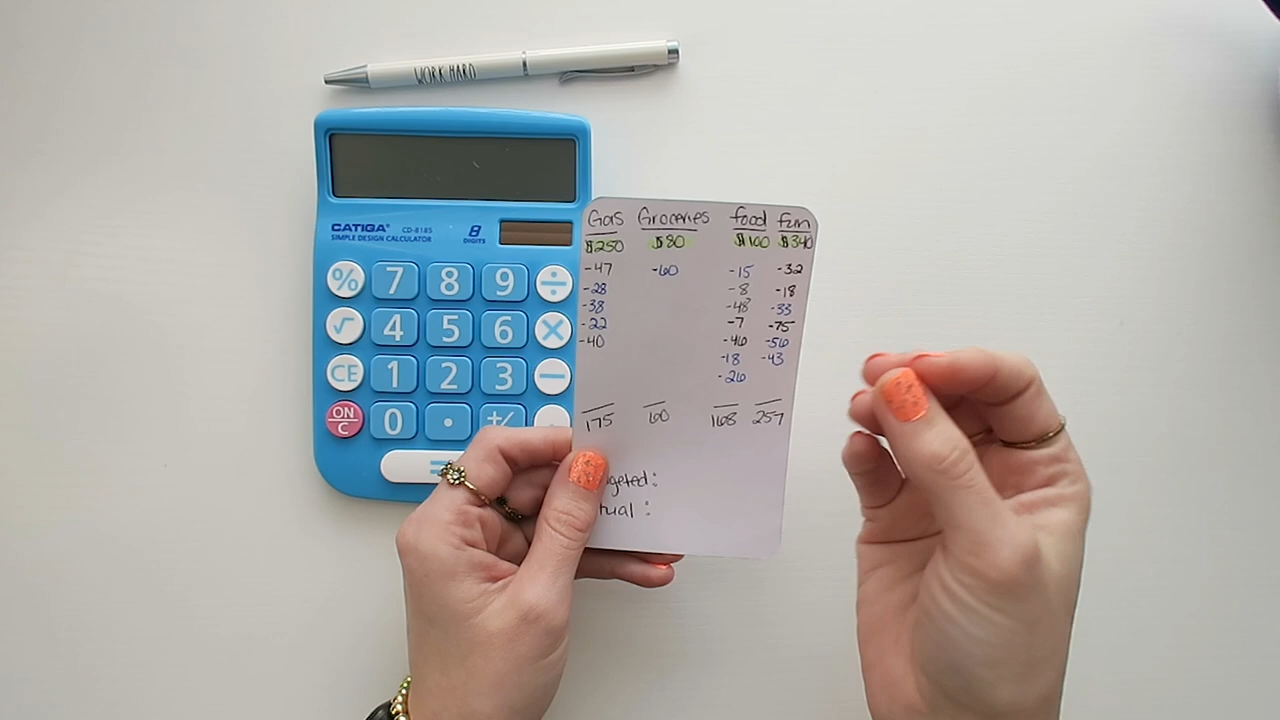 WORK HARD
CATIGA CD-8185
SIMPLE DESIGN CALCULATOR
8 DIGITS
% 7 8 9 ÷
√ 4 5 6 ×
CE 1 2 3 −
ON/C 0 . +/−
=
Gas Groceries food fun
$250 $80 $100 $340
-47 -60 -15 -32
-28 -8 -18
-38 -48 -33
-22 -7 -75
-40 -46 -56
-18 -43
-26
175 60 168 257
geted:
tual: